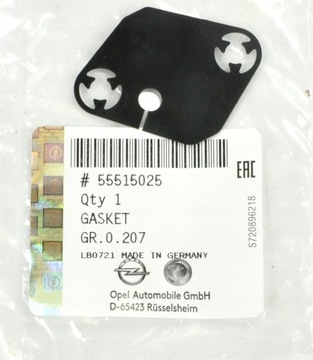 # 55515025
Qty 1
GASKET
GR.0.207
LB0721 MADE IN GERMANY
Opel Automobile GmbH
D-65423 Rüsselsheim
EAC
S720896218